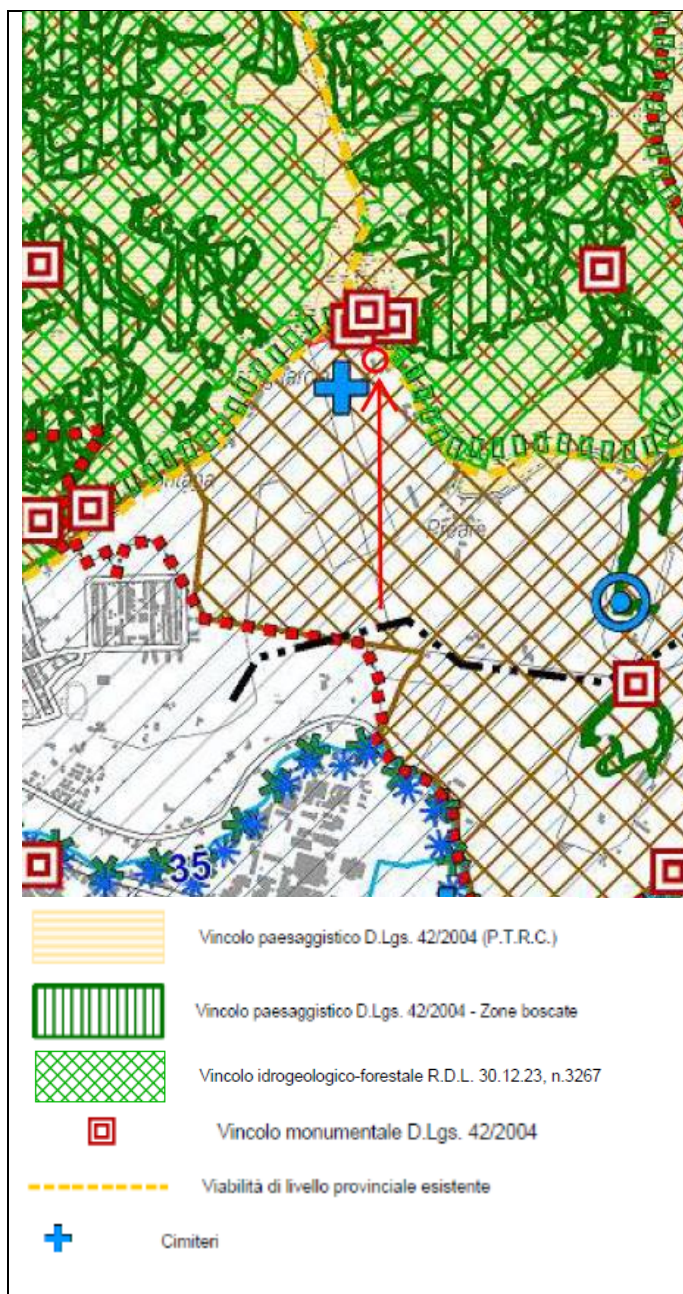 35
Vincolo paesaggistico D.Lgs. 42/2004 (P.T.R.C.)
Vincolo paesaggistico D.Lgs. 42/2004 - Zone boscate
Vincolo idrogeologico-forestale R.D.L. 30.12.23, n.3267
Vincolo monumentale D.Lgs. 42/2004
Viabilità di livello provinciale esistente
Cimiteri